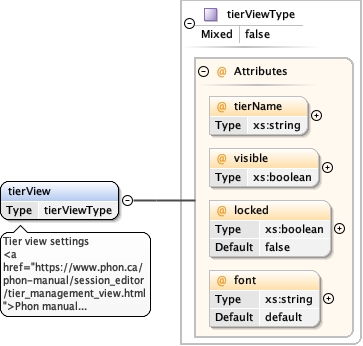 tierViewType
Mixed false
@ Attributes
@ tierName
Type xs:string
@ visible
Type xs:boolean
@ locked
Type xs:boolean
Default false
@ font
Type xs:string
Default default
tierView
Type tierViewType
Tier view settings
<a
href="https://www.phon.ca/
phon-manual/session_editor
/tier_management_view.html
">Phon manual...